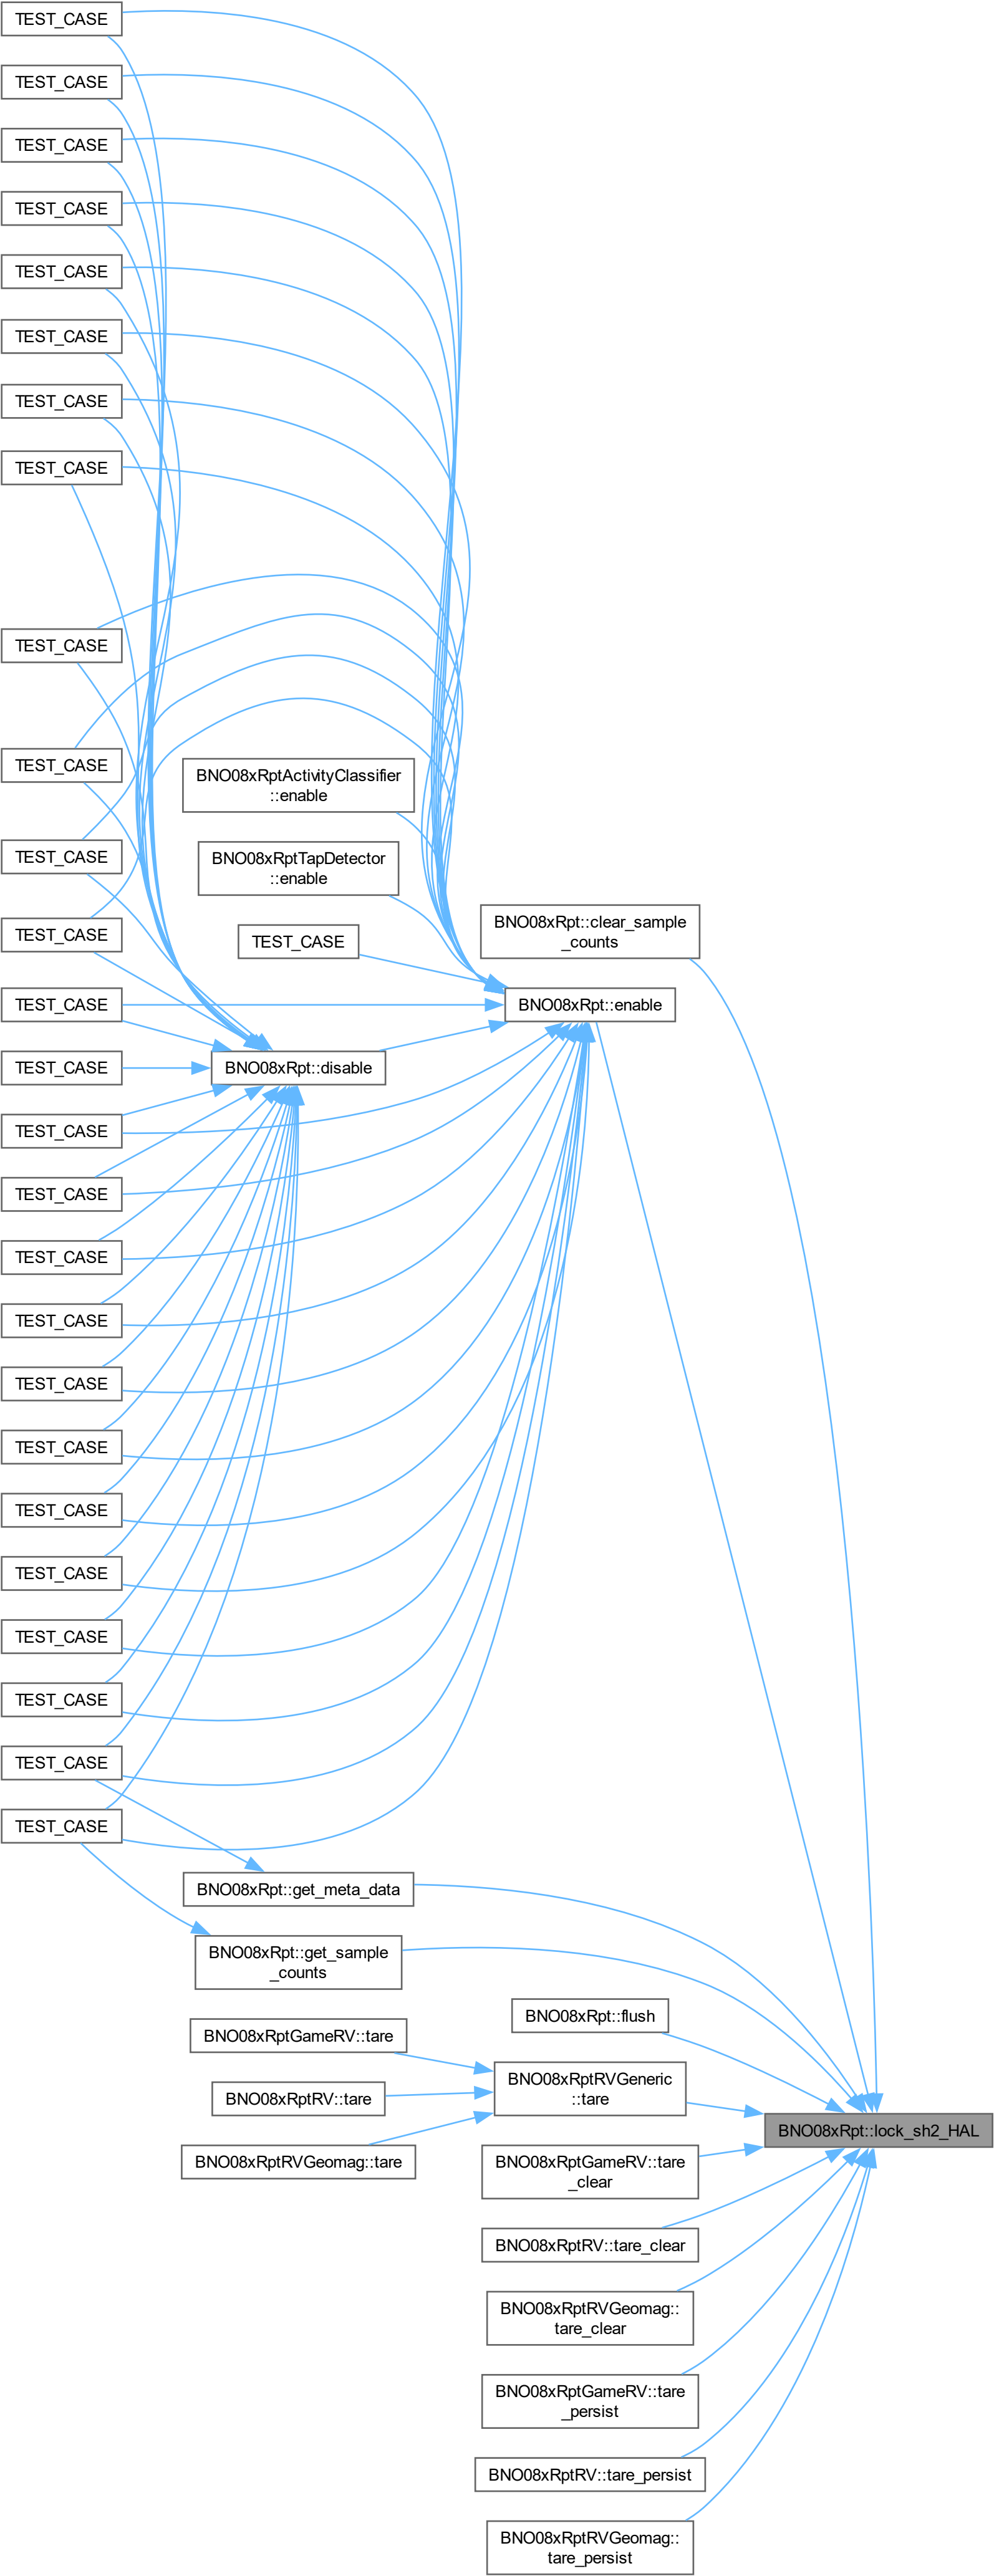 TEST_CASE
TEST_CASE
TEST_CASE
TEST_CASE
TEST_CASE
TEST_CASE
TEST_CASE
TEST_CASE
TEST_CASE
TEST_CASE
BNO08xRptActivityClassifier
::enable
TEST_CASE
BNO08xRptTapDetector
::enable
TEST_CASE
TEST_CASE
BNO08xRpt::clear_sample
_counts
TEST_CASE
BNO08xRpt::enable
BNO08xRpt::disable
TEST_CASE
TEST_CASE
TEST_CASE
TEST_CASE
TEST_CASE
TEST_CASE
TEST_CASE
TEST_CASE
TEST_CASE
TEST_CASE
TEST_CASE
TEST_CASE
TEST_CASE
BNO08xRpt::get_meta_data
BNO08xRpt::get_sample
_counts
BNO08xRpt::flush
BNO08xRptGameRV::tare
BNO08xRptRVGeneric
::tare
BNO08xRptRV::tare
BNO08xRpt::lock_sh2_HAL
BNO08xRptRVGeomag::tare
BNO08xRptGameRV::tare
_clear
BNO08xRptRV::tare_clear
BNO08xRptRVGeomag::
tare_clear
BNO08xRptGameRV::tare
_persist
BNO08xRptRV::tare_persist
BNO08xRptRVGeomag::
tare_persist